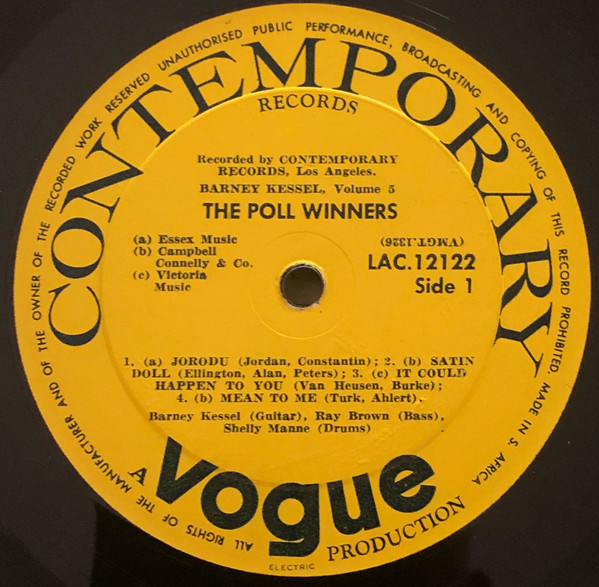 ALL RIGHTS OF THE MANUFACTURER AND OF THE OWNER OF THE RECORDED WORK RESERVED UNAUTHORISED PUBLIC PERFORMANCE, BROADCASTING AND COPYING OF THIS RECORD PROHIBITED. MADE IN S. AFRICA
CONTEMPORARY
RECORDS
Recorded by CONTEMPORARY
RECORDS, Los Angeles.
BARNEY KESSEL, Volume 5
THE POLL WINNERS
(a) Essex Music
(b) Campbell
Connelly & Co.
(c) Victoria
Music
(VMGT.1326)
LAC.12122
Side 1
1. (a) JORODU (Jordan, Constantin); 2. (b) SATIN
DOLL (Ellington, Alan, Peters); 3. (c) IT COULD
HAPPEN TO YOU (Van Heusen, Burke);
4. (b) MEAN TO ME (Turk, Ahlert).
Barney Kessel (Guitar), Ray Brown (Bass),
Shelly Manne (Drums)
A vogue PRODUCTION
ELECTRIC